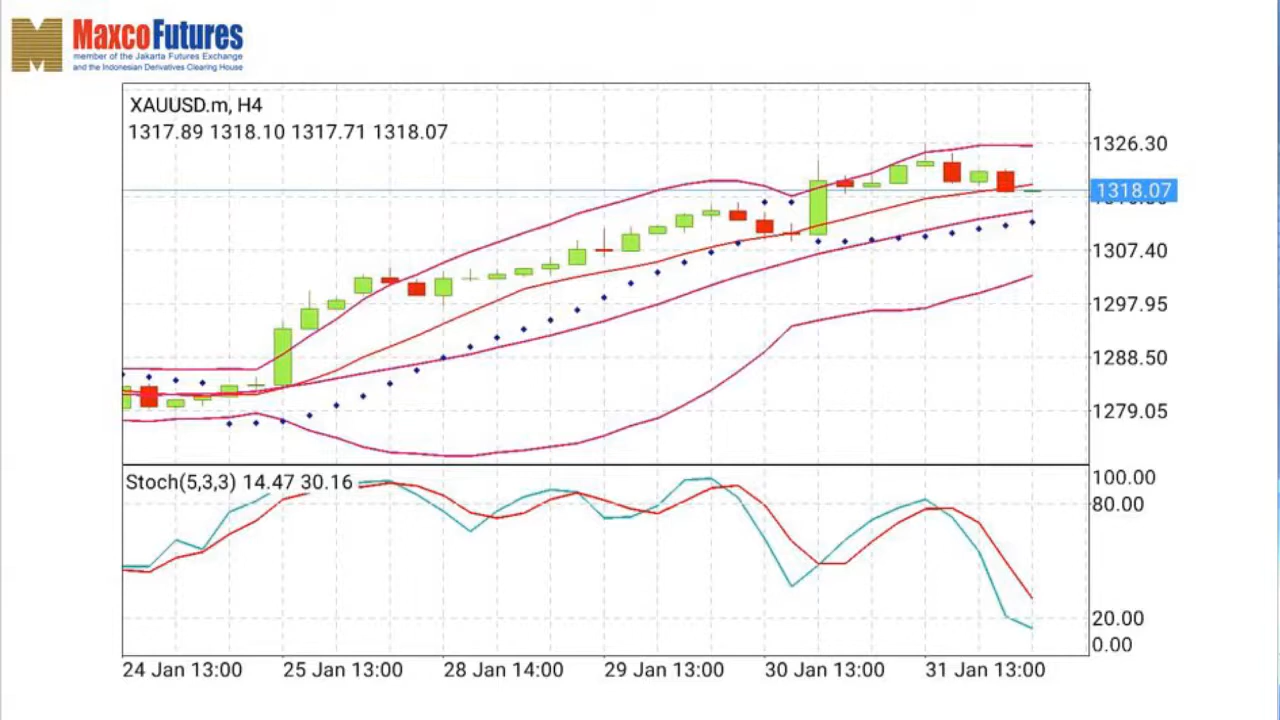 MaxcoFutures
member of the Jakarta Futures Exchange
and the Indonesian Derivatives Clearing House
XAUUSD.m, H4
1317.89 1318.10 1317.71 1318.07
1326.30
1318.07
1307.40
1297.95
1288.50
1279.05
Stoch(5,3,3) 14.47 30.16
100.00
80.00
20.00
0.00
24 Jan 13:00 25 Jan 13:00 28 Jan 14:00 29 Jan 13:00 30 Jan 13:00 31 Jan 13:00